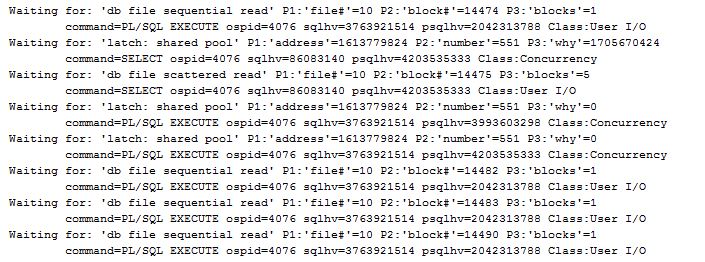 Waiting for: 'db file sequential read' P1:'file#'=10 P2:'block#'=14474 P3:'blocks'=1
command=PL/SQL EXECUTE ospid=4076 sqlhv=3763921514 psqlhv=2042313788 Class:User I/O
Waiting for: 'latch: shared pool' P1:'address'=1613779824 P2:'number'=551 P3:'why'=1705670424
command=SELECT ospid=4076 sqlhv=86083140 psqlhv=4203535333 Class:Concurrency
Waiting for: 'db file scattered read' P1:'file#'=10 P2:'block#'=14475 P3:'blocks'=5
command=SELECT ospid=4076 sqlhv=86083140 psqlhv=4203535333 Class:User I/O
Waiting for: 'latch: shared pool' P1:'address'=1613779824 P2:'number'=551 P3:'why'=0
command=PL/SQL EXECUTE ospid=4076 sqlhv=3763921514 psqlhv=3993603298 Class:Concurrency
Waiting for: 'latch: shared pool' P1:'address'=1613779824 P2:'number'=551 P3:'why'=0
command=PL/SQL EXECUTE ospid=4076 sqlhv=3763921514 psqlhv=4203535333 Class:Concurrency
Waiting for: 'db file sequential read' P1:'file#'=10 P2:'block#'=14482 P3:'blocks'=1
command=PL/SQL EXECUTE ospid=4076 sqlhv=3763921514 psqlhv=2042313788 Class:User I/O
Waiting for: 'db file sequential read' P1:'file#'=10 P2:'block#'=14483 P3:'blocks'=1
command=PL/SQL EXECUTE ospid=4076 sqlhv=3763921514 psqlhv=2042313788 Class:User I/O
Waiting for: 'db file sequential read' P1:'file#'=10 P2:'block#'=14490 P3:'blocks'=1
command=PL/SQL EXECUTE ospid=4076 sqlhv=3763921514 psqlhv=2042313788 Class:User I/O